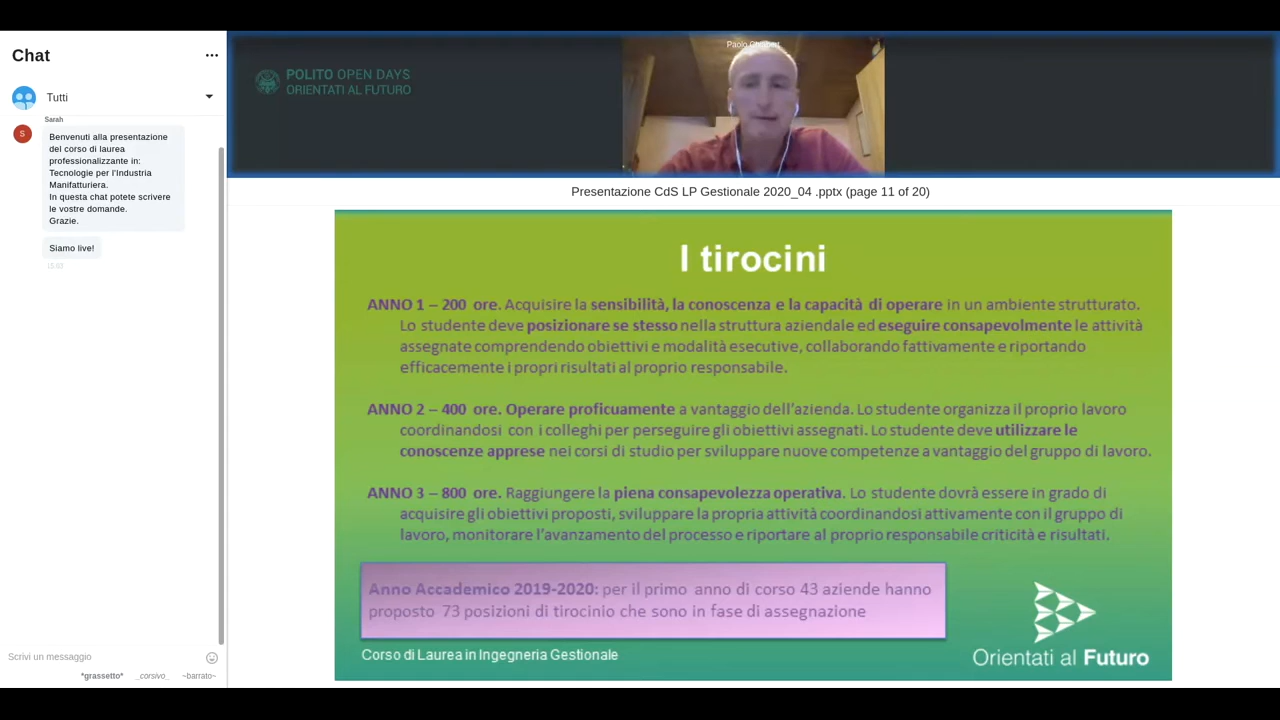 Chat
Tutti
Sarah
S
Benvenuti alla presentazione
del corso di laurea
professionalizzante in:
Tecnologie per l'Industria
Manifatturiera.
In questa chat potete scrivere
le vostre domande.
Grazie.
Siamo live!
Scrivi un messaggio
*grassetto* _corsivo_ ~barrato~
POLITO OPEN DAYS
ORIENTATI AL FUTURO
Paolo
Presentazione CdS LP Gestionale 2020_04 .pptx (page 11 of 20)
I tirocini
ANNO 1 – 200 ore. Acquisire la sensibilità, la conoscenza e la capacità di operare in un ambiente strutturato.
Lo studente deve posizionare se stesso nella struttura aziendale ed eseguire consapevolmente le attività
assegnate comprendendo obiettivi e modalità esecutive, collaborando fattivamente e riportando
efficacemente i propri risultati al proprio responsabile.
ANNO 2 – 400 ore. Operare proficuamente a vantaggio dell'azienda. Lo studente organizza il proprio lavoro
coordinandosi con i colleghi per perseguire gli obiettivi assegnati. Lo studente deve utilizzare le
conoscenze apprese nei corsi di studio per sviluppare nuove competenze a vantaggio del gruppo di lavoro.
ANNO 3 – 800 ore. Raggiungere la piena consapevolezza operativa. Lo studente dovrà essere in grado di
acquisire gli obiettivi proposti, sviluppare la propria attività coordinandosi attivamente con il gruppo di
lavoro, monitorare l'avanzamento del processo e riportare al proprio responsabile criticità e risultati.
Anno Accademico 2019-2020: per il primo anno di corso 43 aziende hanno
proposto 73 posizioni di tirocinio che sono in fase di assegnazione
Corso di Laurea in Ingegneria Gestionale
Orientati al Futuro